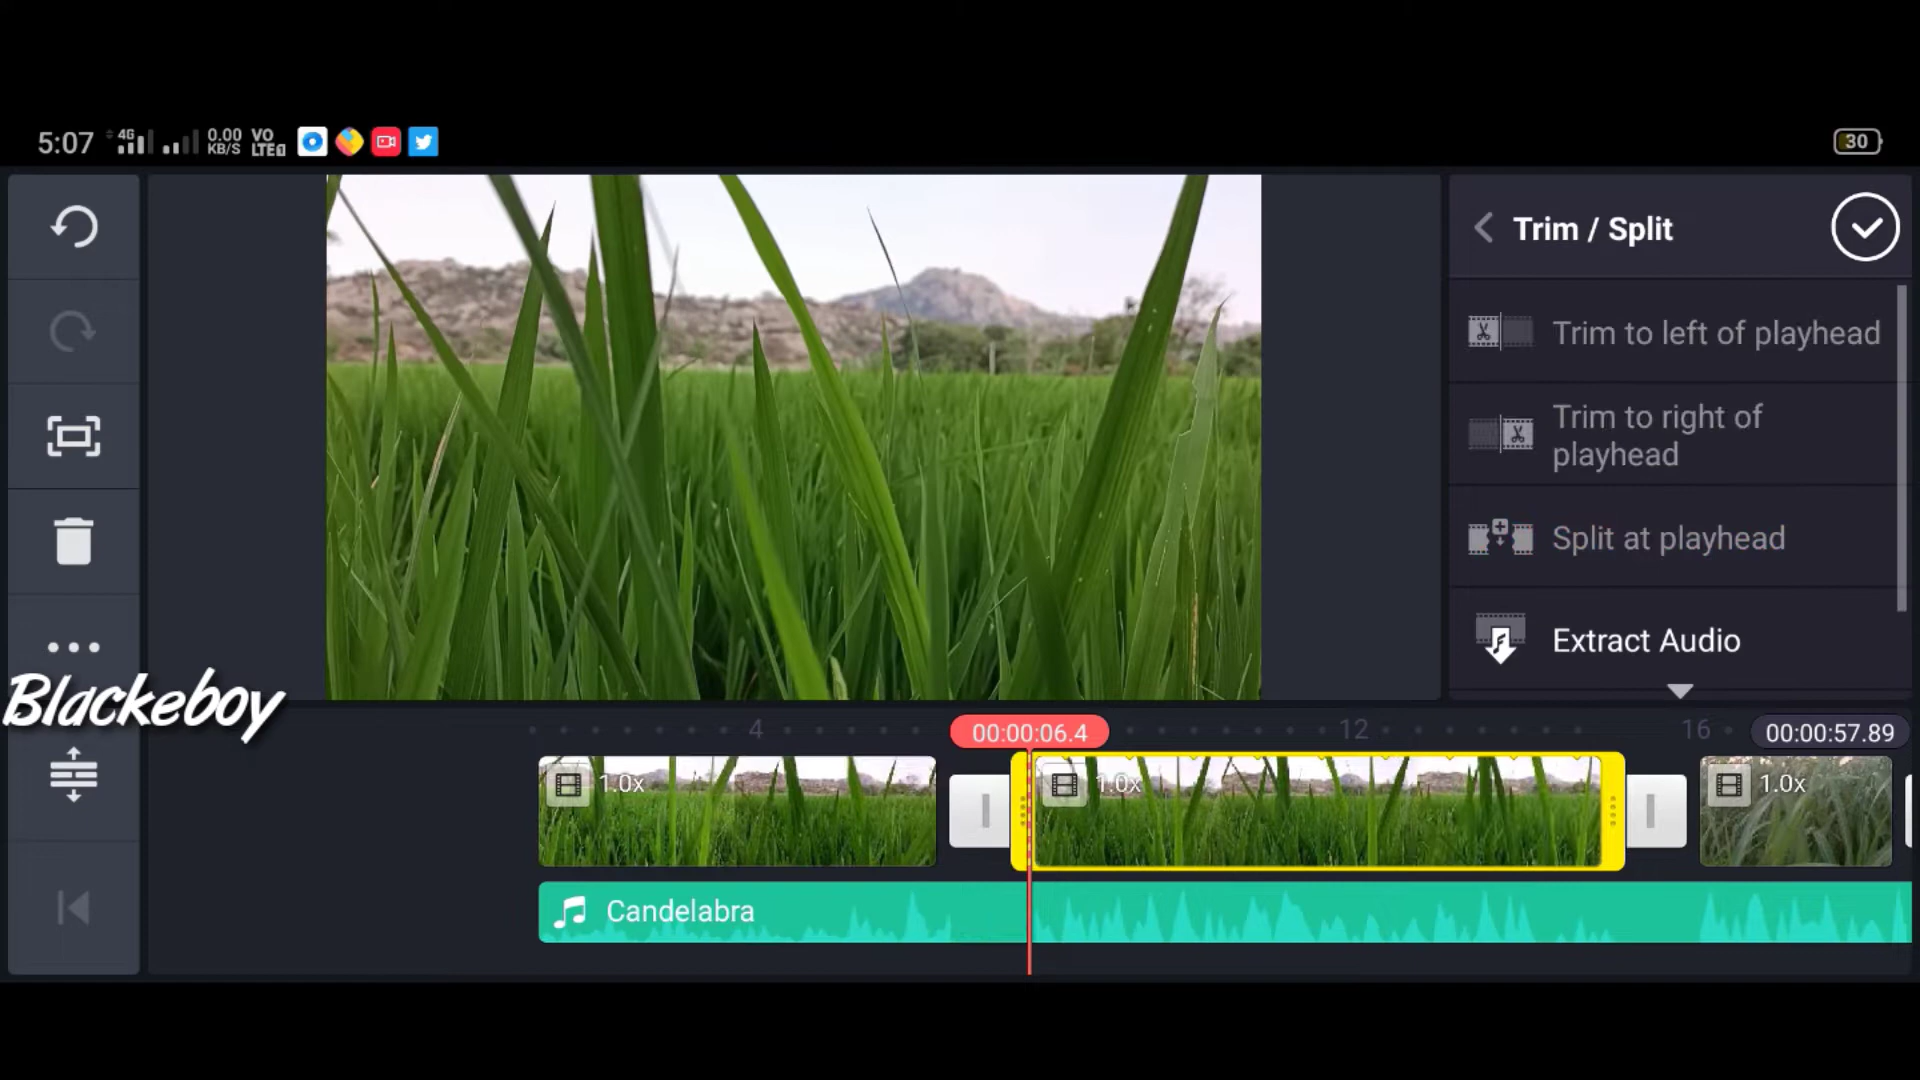 5:07 4G 0.00 KB/S VO LTE 30
Trim / Split
Trim to left of playhead
Trim to right of
playhead
Split at playhead
Extract Audio
Blackeboy
4 00:00:06.4 12 16 00:00:57.89
1.0x 1.0x 1.0x
Candelabra